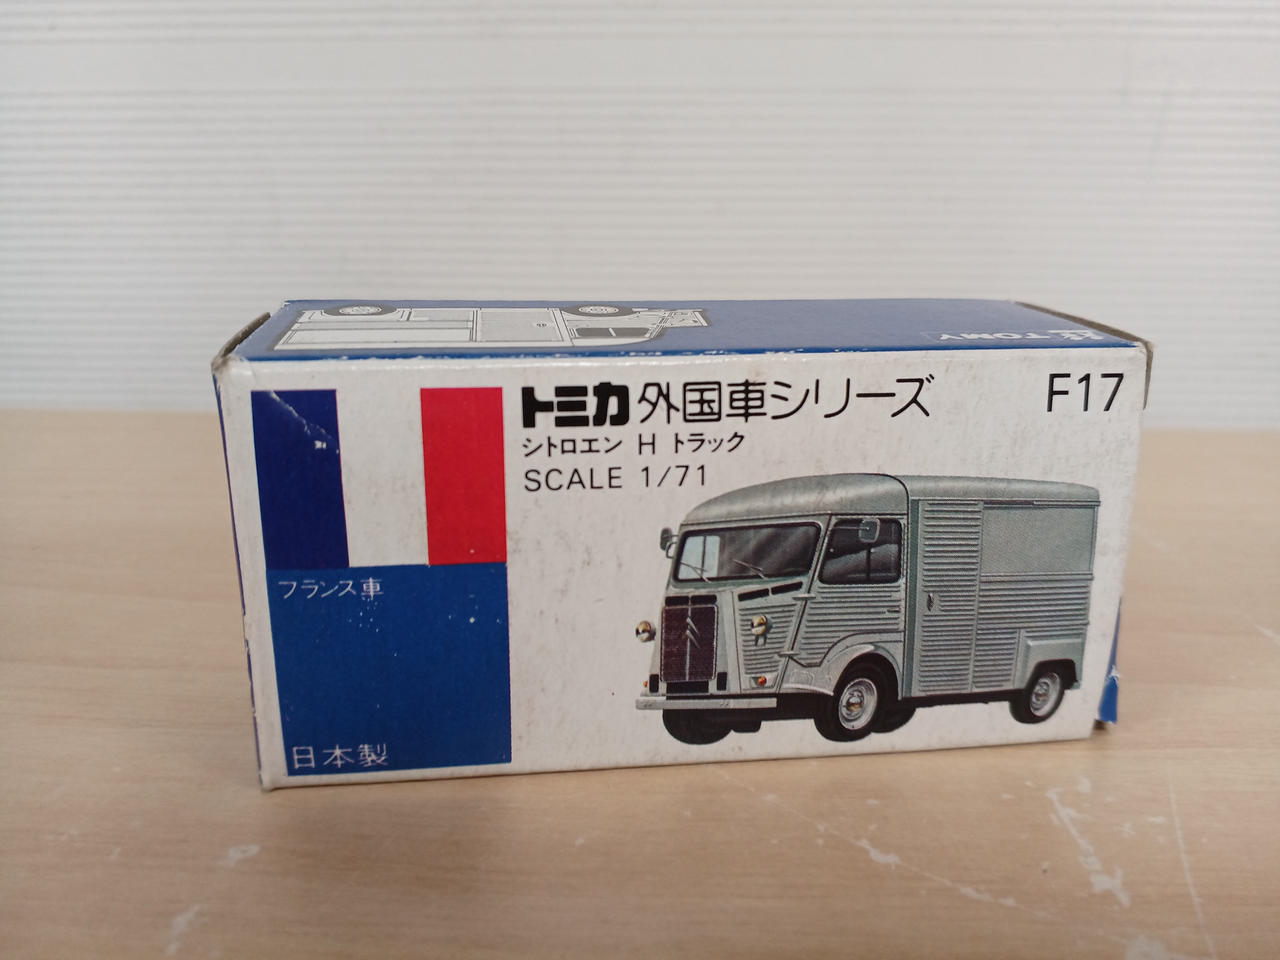 TOMY
トミカ外国車シリーズ F17
シトロエン H トラック
SCALE 1/71
フランス車
日本製